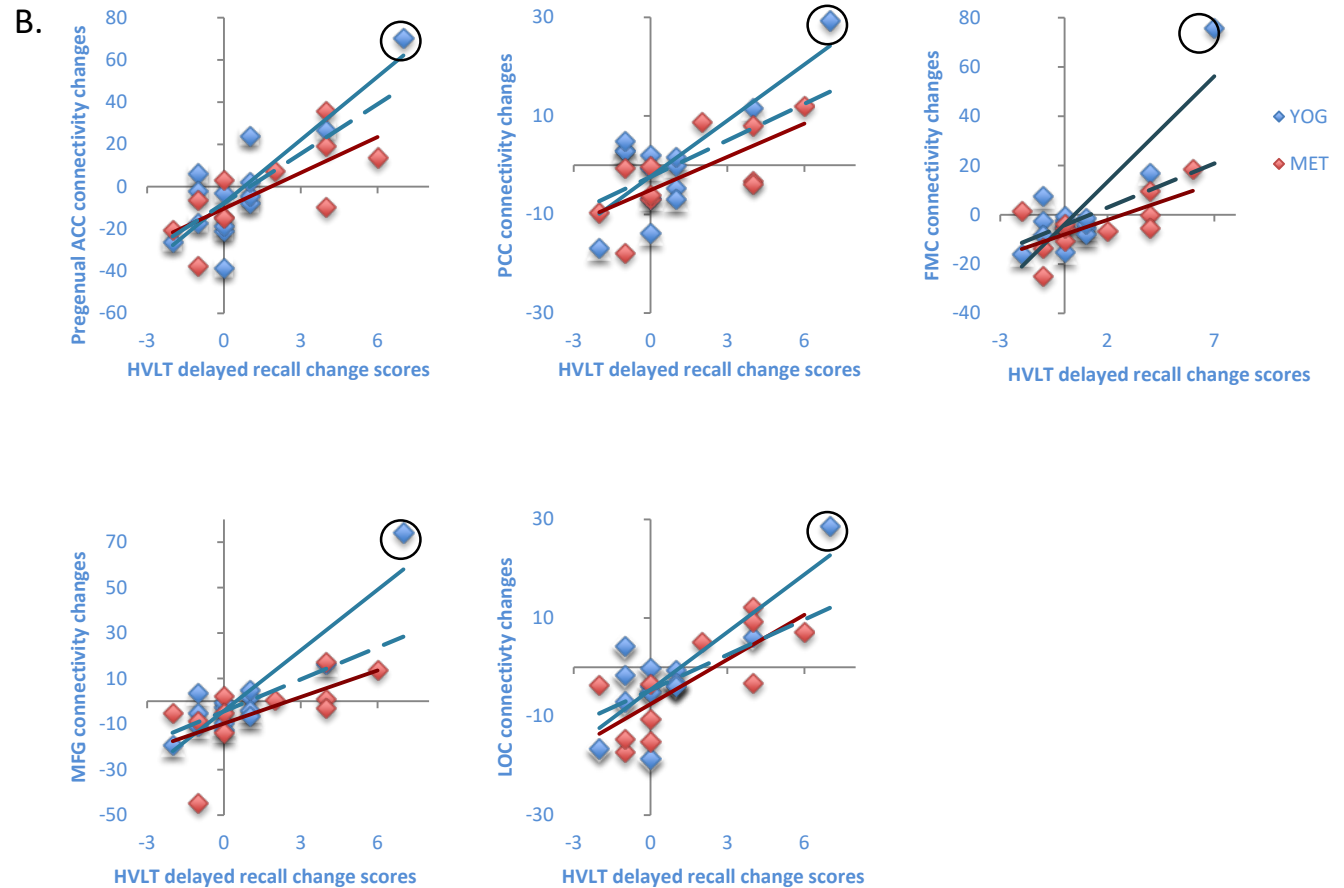 B.
Pregenual ACC connectivity changes
80
60
40
20
0
-20
-40
-60
-3 0 3 6
HVLT delayed recall change scores
PCC connectivity changes
30
10
-10
-30
-3 0 3 6
HVLT delayed recall change scores
FMC connectivity changes
80
60
40
20
0
-20
-40
-3 2 7
HVLT delayed recall change scores
YOG
MET
MFG connectivity changes
70
50
30
10
-10
-30
-50
-3 0 3 6
HVLT delayed recall change scores
LOC connectivty changes
30
10
-10
-30
-3 0 3 6
HVLT delayed recall change scores